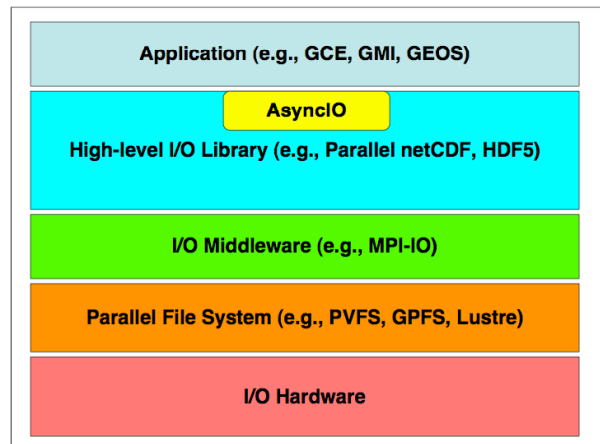 Application (e.g., GCE, GMI, GEOS)
AsyncIO
High-level I/O Library (e.g., Parallel netCDF, HDF5)
I/O Middleware (e.g., MPI-IO)
Parallel File System (e.g., PVFS, GPFS, Lustre)
I/O Hardware